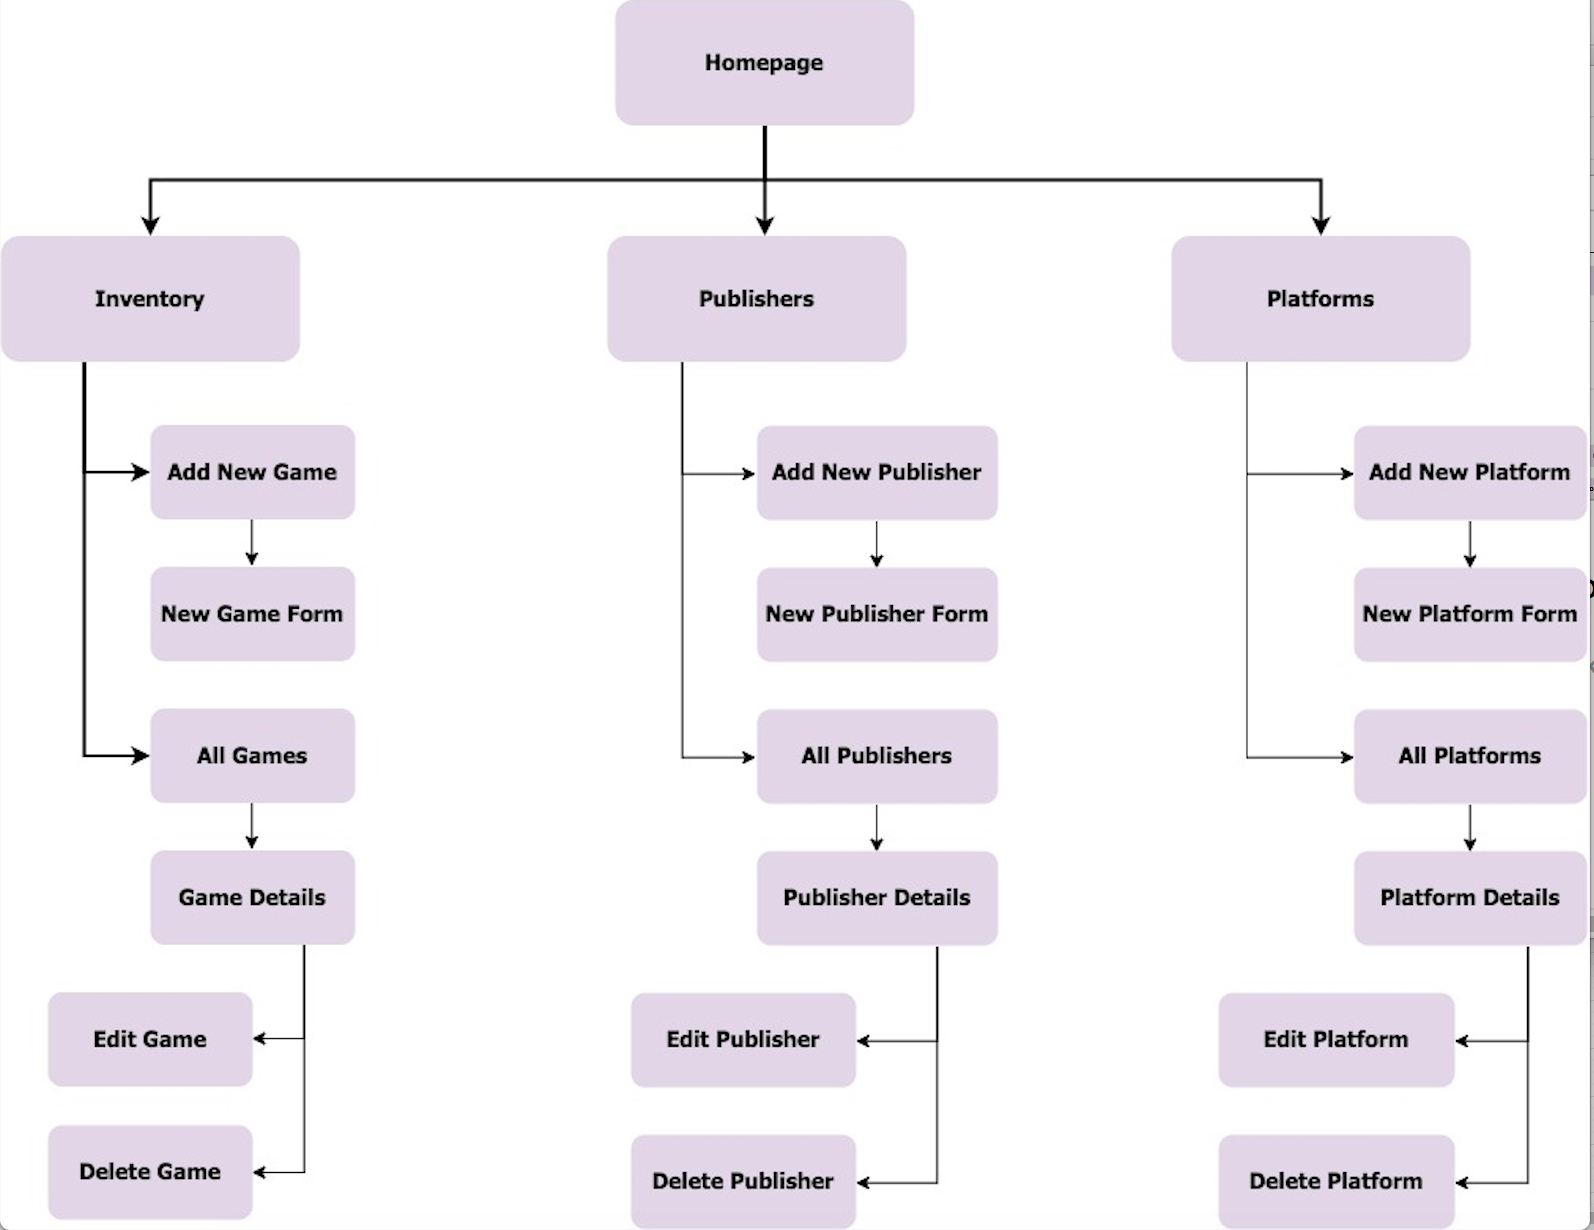 Homepage
Inventory
Publishers
Platforms
Add New Game
Add New Publisher
Add New Platform
New Game Form
New Publisher Form
New Platform Form
All Games
All Publishers
All Platforms
Game Details
Publisher Details
Platform Details
Edit Game
Edit Publisher
Edit Platform
Delete Game
Delete Publisher
Delete Platform